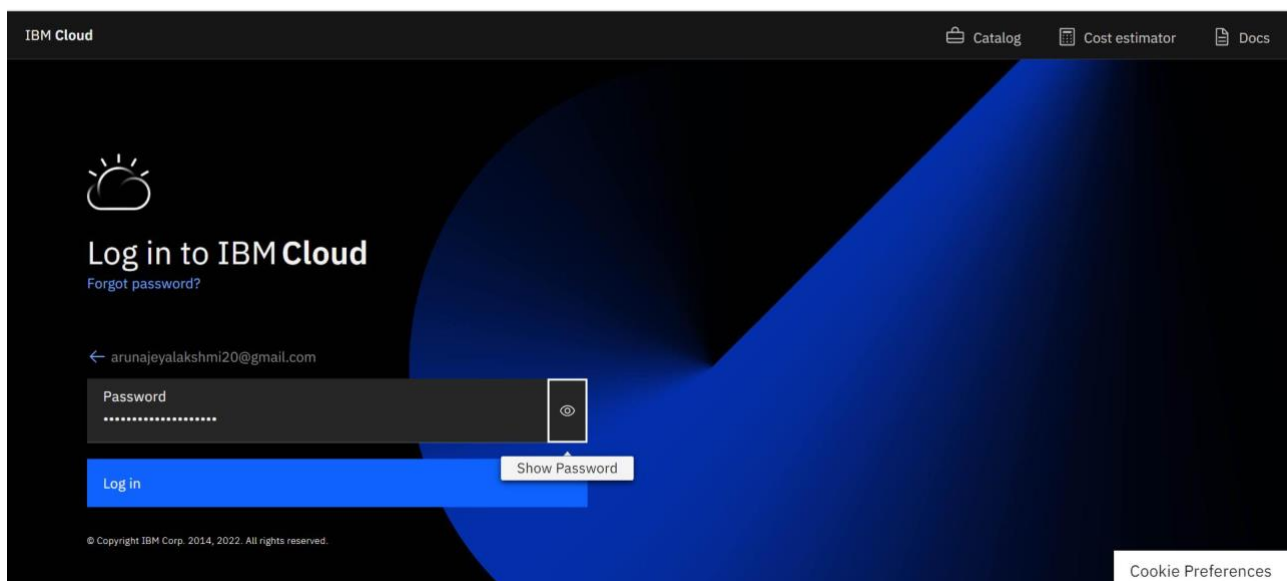 IBM Cloud
Catalog
Cost estimator
Docs
Log in to IBM Cloud
Forgot password?
← arunajeyalakshmi20@gmail.com
Password
••••••••••••••••••••
Show Password
Log in
© Copyright IBM Corp. 2014, 2022. All rights reserved.
Cookie Preferences